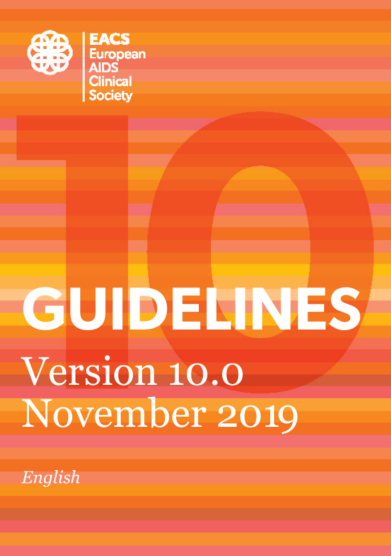 EACS
European
AIDS
Clinical
Society
10
GUIDELINES
Version 10.0
November 2019
English